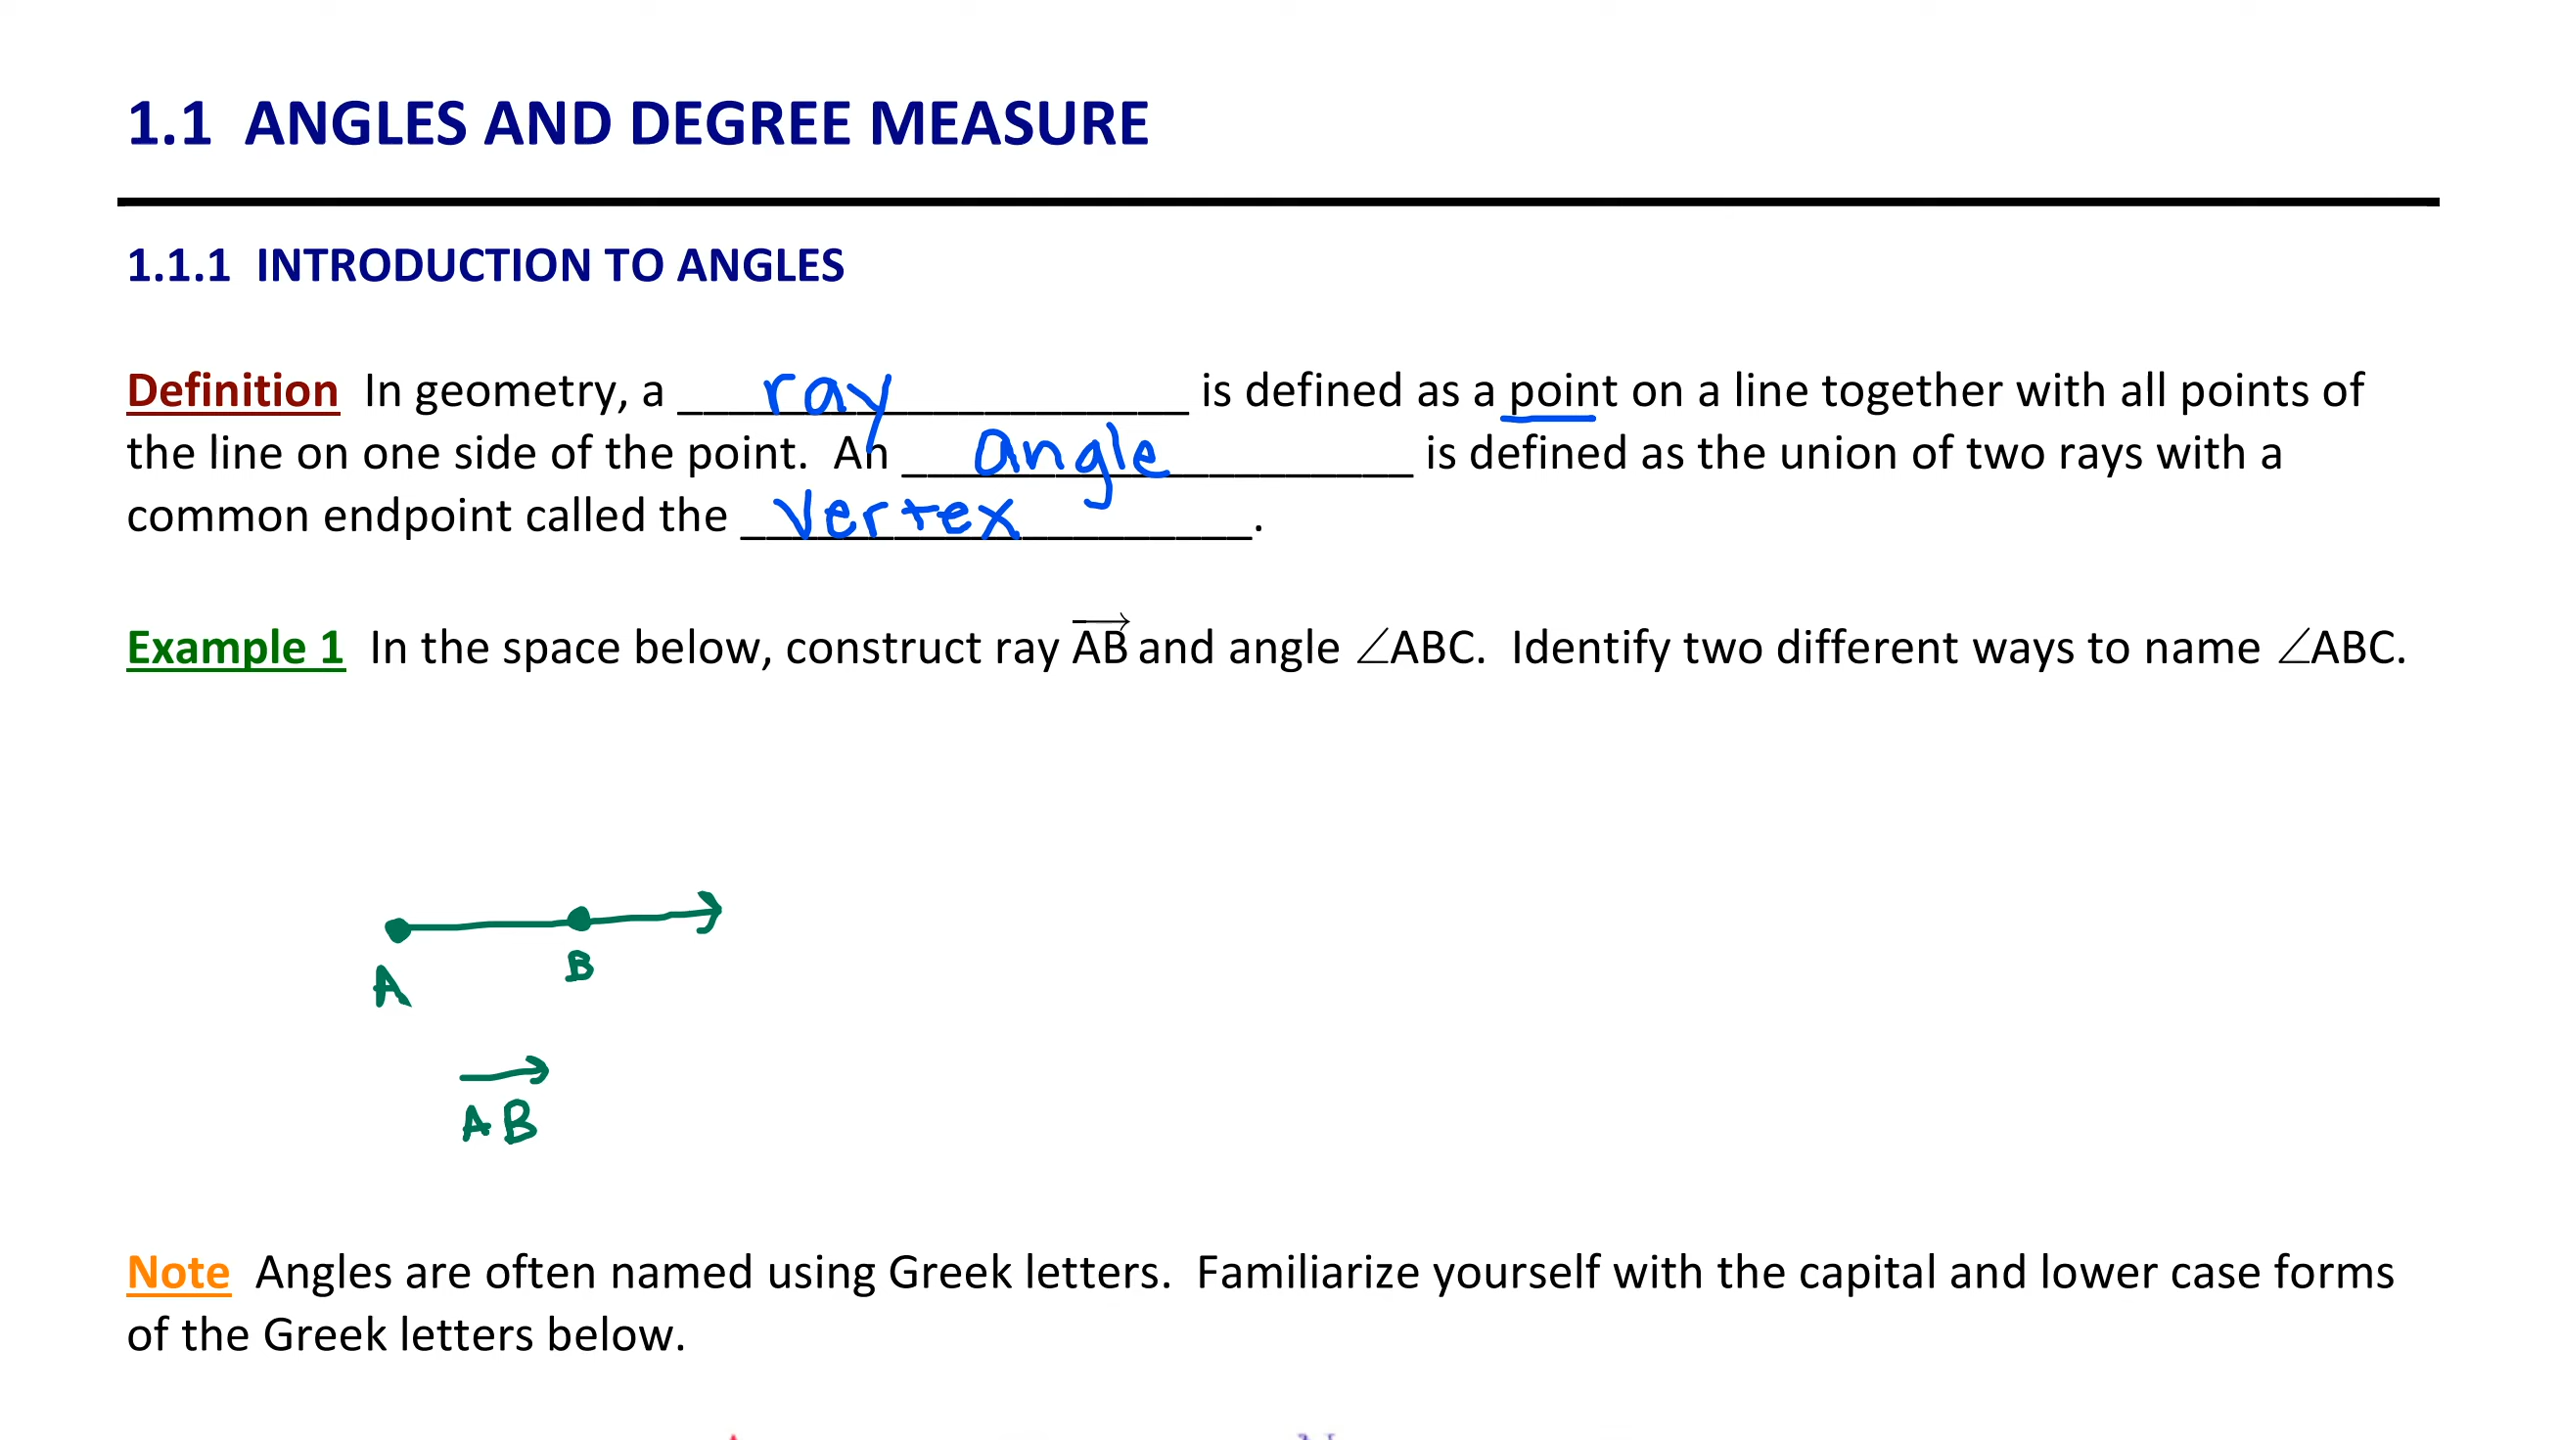 1.1 ANGLES AND DEGREE MEASURE
1.1.1 INTRODUCTION TO ANGLES
Definition In geometry, a ray is defined as a point on a line together with all points of
the line on one side of the point. An angle is defined as the union of two rays with a
common endpoint called the vertex.
Example 1 In the space below, construct ray \overrightarrow{AB} and angle ∠ABC. Identify two different ways to name ∠ABC.
A B
\overrightarrow{AB}
Note Angles are often named using Greek letters. Familiarize yourself with the capital and lower case forms
of the Greek letters below.